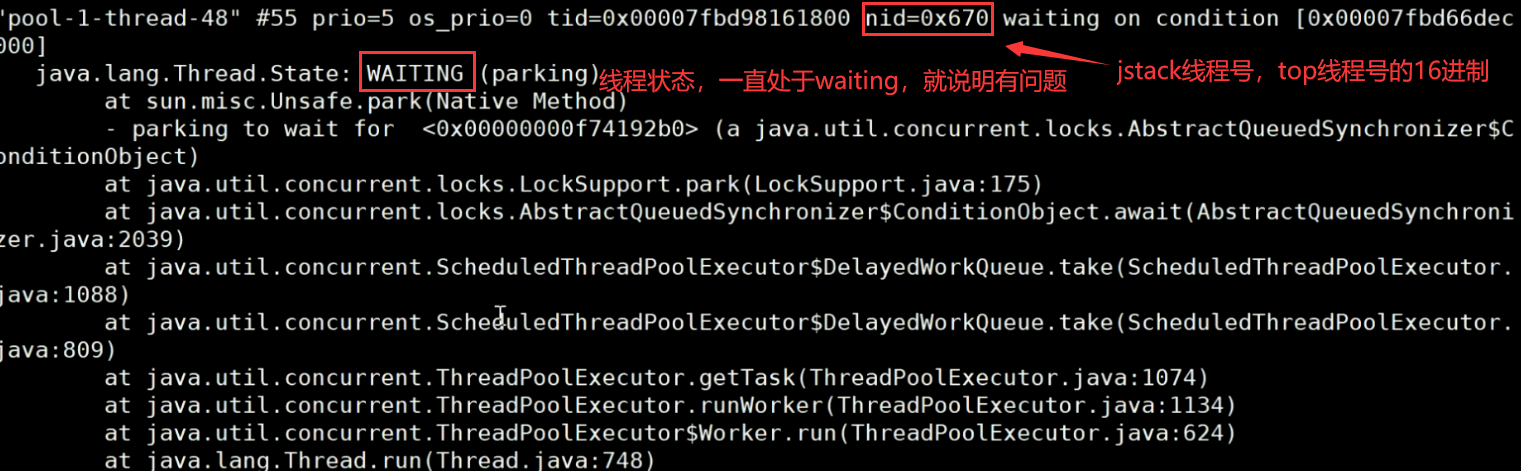 "pool-1-thread-48" #55 prio=5 os_prio=0 tid=0x00007fbd98161800 nid=0x670 waiting on condition [0x00007fbd66dec
000]
java.lang.Thread.State: WAITING (parking)
线程状态，一直处于waiting，就说明有问题
jstack线程号，top线程号的16进制
at sun.misc.Unsafe.park(Native Method)
- parking to wait for <0x00000000f74192b0> (a java.util.concurrent.locks.AbstractQueuedSynchronizer$C
onditionObject)
at java.util.concurrent.locks.LockSupport.park(LockSupport.java:175)
at java.util.concurrent.locks.AbstractQueuedSynchronizer$ConditionObject.await(AbstractQueuedSynchroni
zer.java:2039)
at java.util.concurrent.ScheduledThreadPoolExecutor$DelayedWorkQueue.take(ScheduledThreadPoolExecutor.
java:1088)
at java.util.concurrent.ScheduledThreadPoolExecutor$DelayedWorkQueue.take(ScheduledThreadPoolExecutor.
java:809)
at java.util.concurrent.ThreadPoolExecutor.getTask(ThreadPoolExecutor.java:1074)
at java.util.concurrent.ThreadPoolExecutor.runWorker(ThreadPoolExecutor.java:1134)
at java.util.concurrent.ThreadPoolExecutor$Worker.run(ThreadPoolExecutor.java:624)
at java.lang.Thread.run(Thread.java:748)